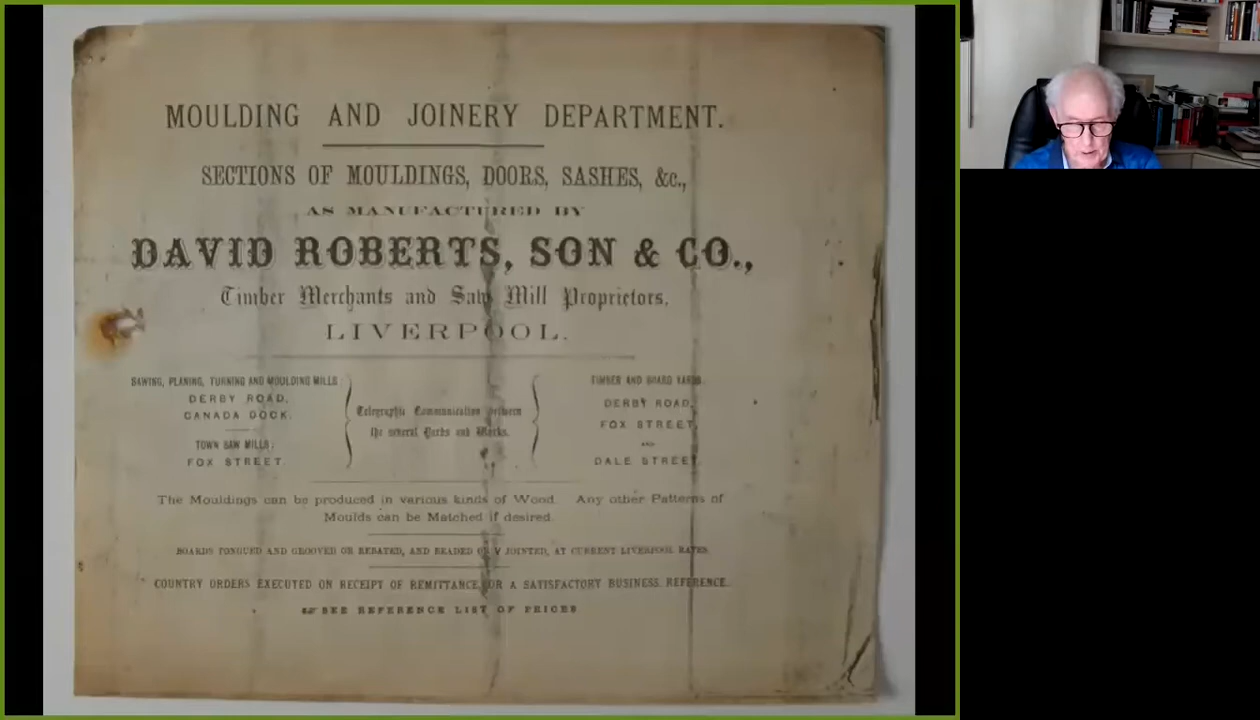 MOULDING AND JOINERY DEPARTMENT.
SECTIONS OF MOULDINGS, DOORS, SASHES, &c.,
AS MANUFACTURED BY
DAVID ROBERTS, SON & CO.,
Timber Merchants and Saw Mill Proprietors,
LIVERPOOL.
SAWING, PLANING, TURNING AND MOULDING MILLS
DERBY ROAD,
CANADA DOCK.
TOWN SAW MILLS:
FOX STREET
Telegraphic Communication between
the several Yards and Works.
TIMBER AND BOARD YARDS
DERBY ROAD,
FOX STREET,
AND
DALE STREET.
The Mouldings can be produced in various kinds of Wood. Any other Patterns of
Moulds can be Matched if desired.
BOARDS TONGUED AND GROOVED OR REBATED, AND BEADED OR V JOINTED, AT CURRENT LIVERPOOL RATES.
COUNTRY ORDERS EXECUTED ON RECEIPT OF REMITTANCE, OR A SATISFACTORY BUSINESS REFERENCE.
☞ SEE REFERENCE LIST OF PRICES